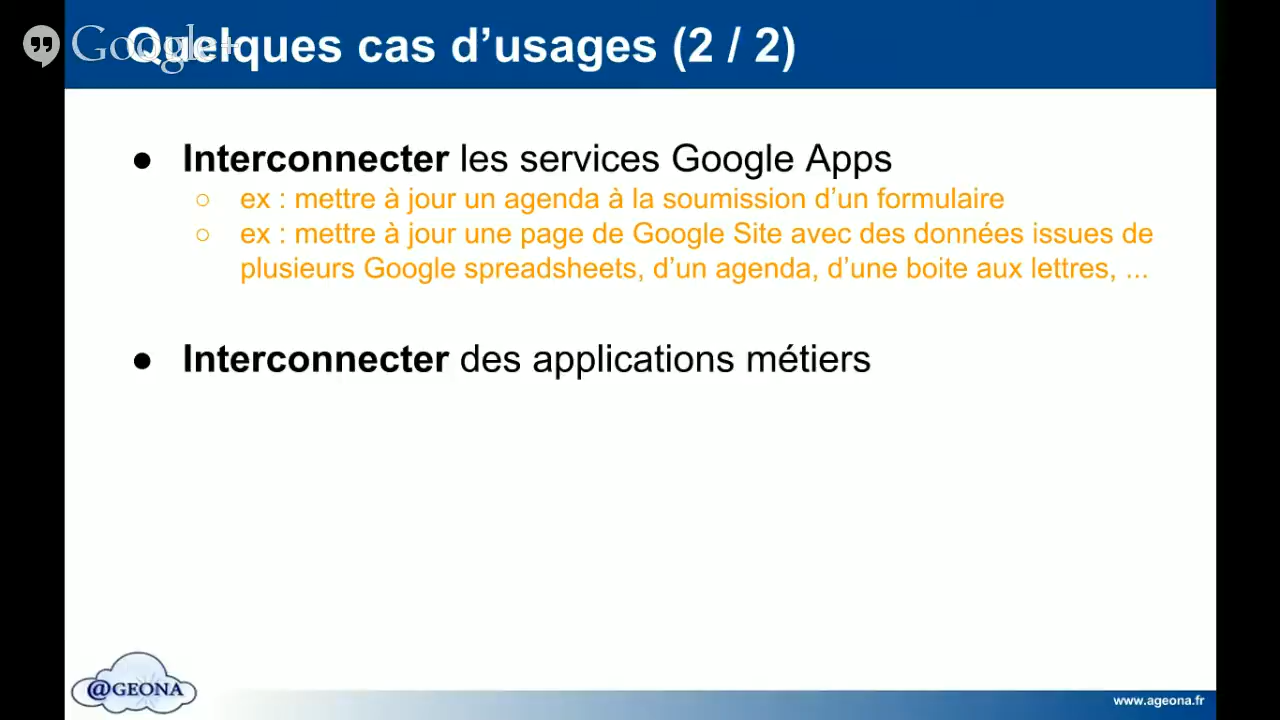 Google+
Quelques cas d’usages (2 / 2)
● Interconnecter les services Google Apps
○ ex : mettre à jour un agenda à la soumission d’un formulaire
○ ex : mettre à jour une page de Google Site avec des données issues de
plusieurs Google spreadsheets, d’un agenda, d’une boite aux lettres, ...
● Interconnecter des applications métiers
@GEONA
www.ageona.fr